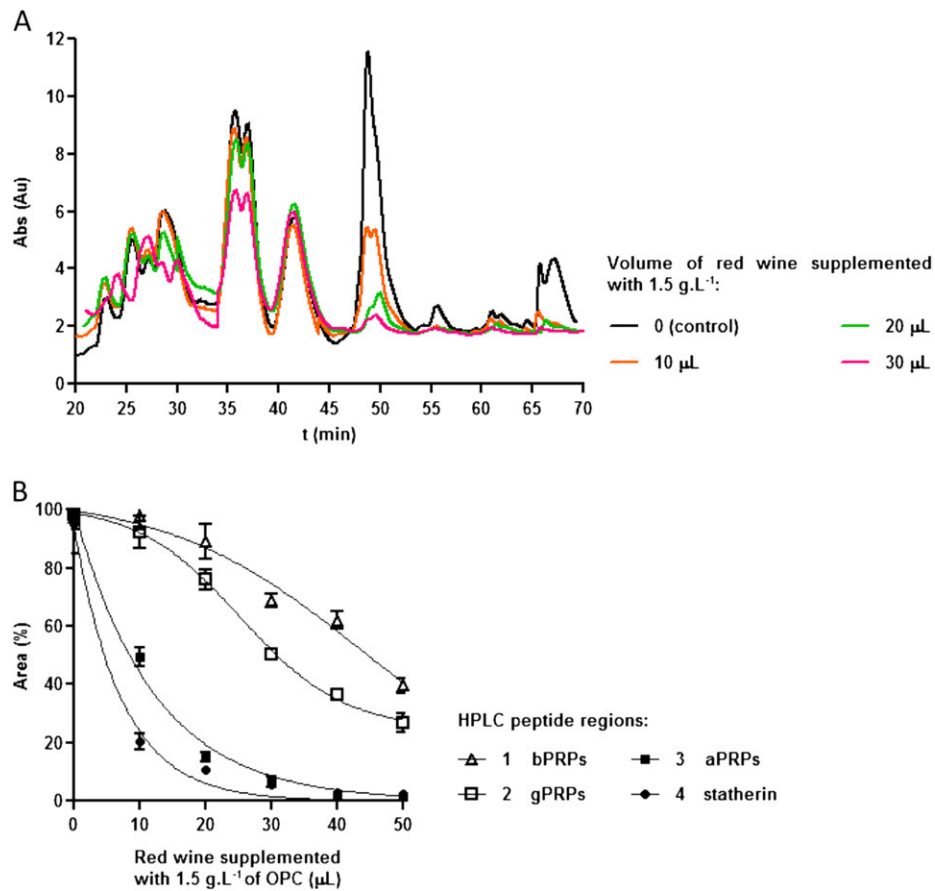 A
12
10
8
6
4
2
0
Abs (Au)
20 25 30 35 40 45 50 55 60 65 70
t (min)
Volume of red wine supplemented
with 1.5 g.L⁻¹:
0 (control)
20 µL
10 µL
30 µL
B
100
80
60
40
20
0
Area (%)
0 10 20 30 40 50
Red wine supplemented
with 1.5 g.L⁻¹ of OPC (µL)
HPLC peptide regions:
1 bPRPs
3 aPRPs
2 gPRPs
4 statherin